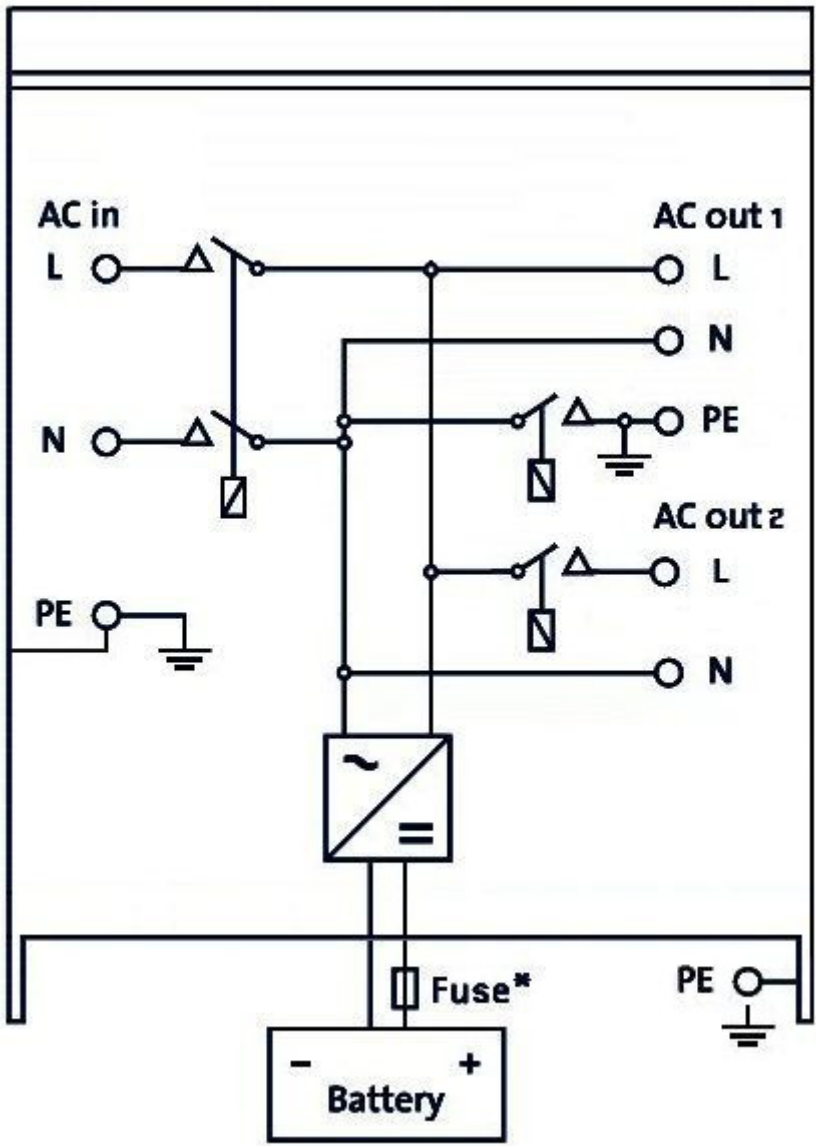 AC in
AC out 1
L
L
N
N
PE
AC out 2
L
PE
N
~
=
Fuse*
PE
- +
Battery